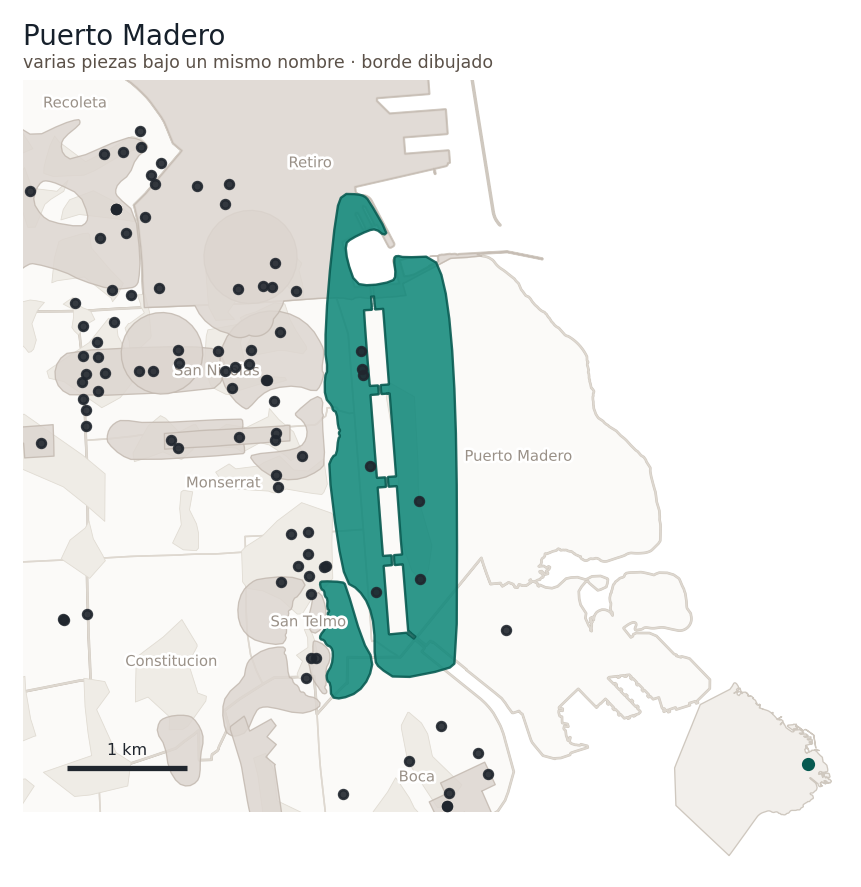 Puerto Madero
varias piezas bajo un mismo nombre · borde dibujado
Recoleta
Retiro
San Nicolas
Puerto Madero
Monserrat
San Telmo
Constitucion
1 km
Boca